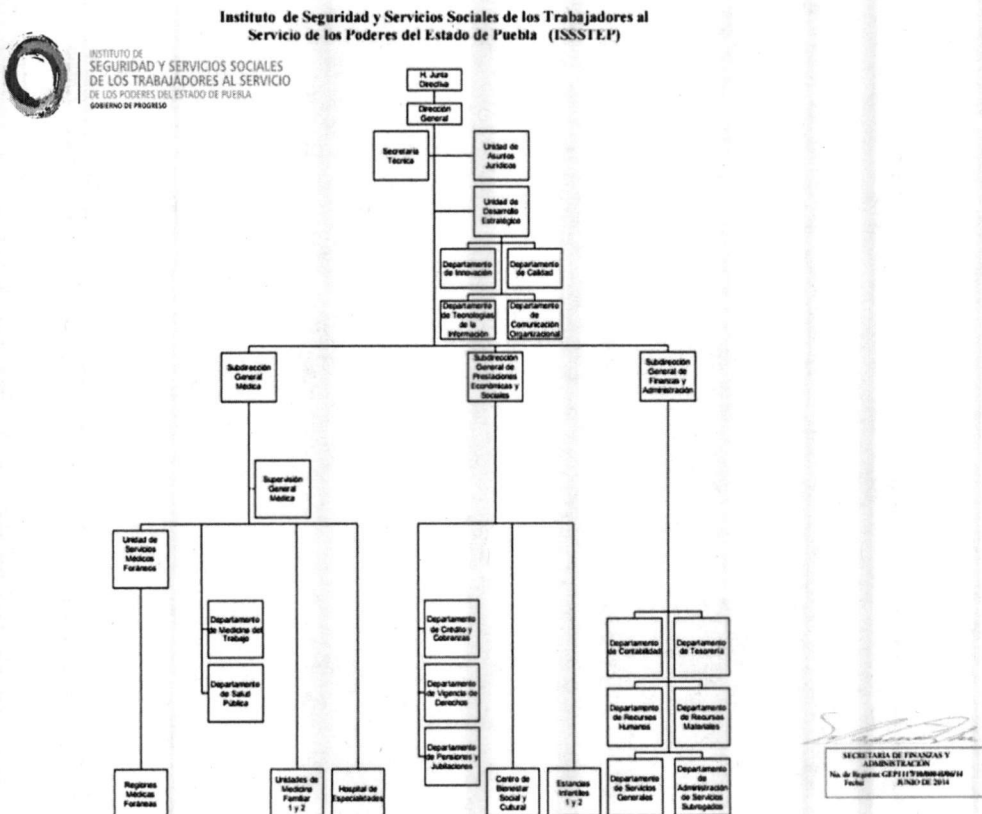 Instituto de Seguridad y Servicios Sociales de los Trabajadores al
Servicio de los Poderes del Estado de Puebla (ISSSTEP)
INSTITUTO DE
SEGURIDAD Y SERVICIOS SOCIALES
DE LOS TRABAJADORES AL SERVICIO
DE LOS PODERES DEL ESTADO DE PUEBLA
GOBIERNO DE PROGRESO
H. Junta
Directiva
Dirección
General
Secretaría
Técnica
Unidad de
Asuntos
Jurídicos
Unidad de
Desarrollo
Estratégico
Departamento
de Innovación
Departamento
de Calidad
Departamento
de Tecnologías
de la
Información
Departamento
de
Comunicación
Organizacional
Subdirección
General
Médica
Subdirección
General de
Prestaciones
Económicas y
Sociales
Subdirección
General de
Finanzas y
Administración
Supervisión
General
Médica
Unidad de
Servicios
Médicos
Foráneos
Departamento
de Medicina del
Trabajo
Departamento
de Salud
Pública
Departamento
de Crédito y
Cobranzas
Departamento
de Vigencia de
Derechos
Departamento
de Pensiones y
Jubilaciones
Departamento
de Contabilidad
Departamento
de Tesorería
Departamento
de Recursos
Humanos
Departamento
de Recursos
Materiales
Regiones
Médicas
Foráneas
Unidades de
Medicina
Familiar
1 y 2
Hospital de
Especialidades
Centro de
Bienestar
Social y
Cultural
Estancias
Infantiles
1 y 2
Departamento
de Servicios
Generales
Departamento
de
Administración
de Servicios
Subrogados
SECRETARIA DE FINANZAS Y
ADMINISTRACIÓN
No. de Registro
Fecha JUNIO DE 2014